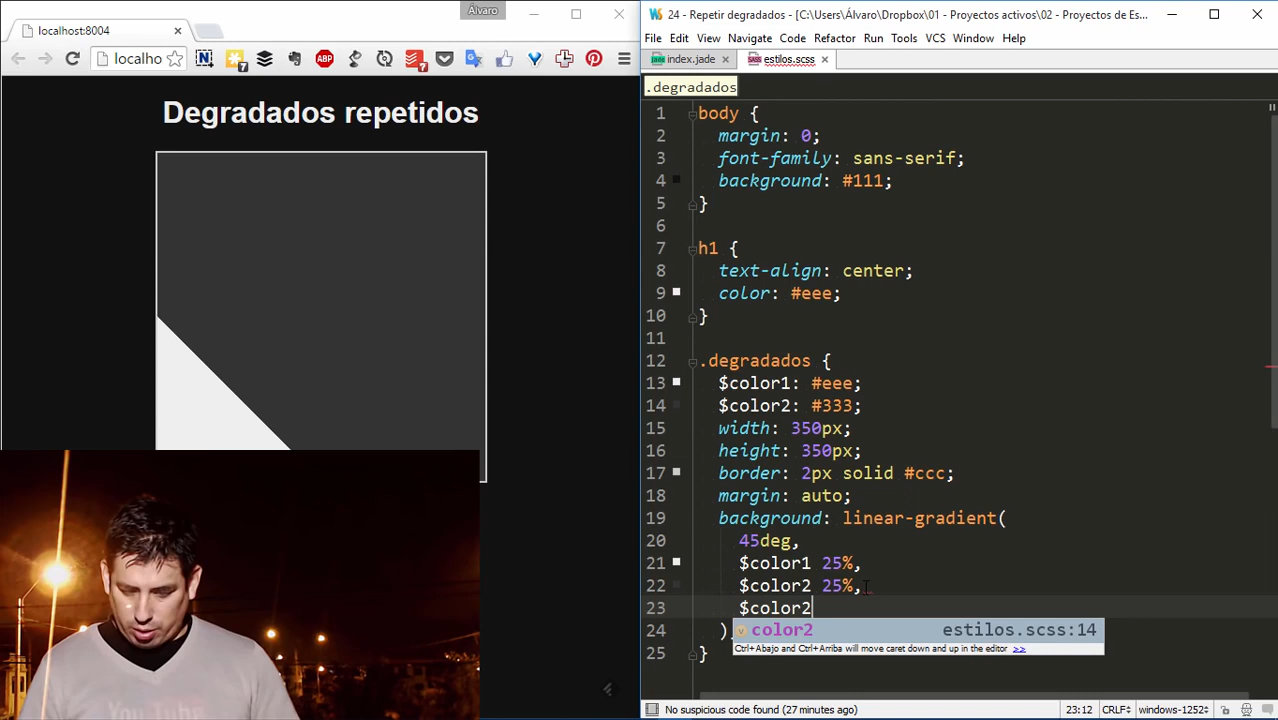 Álvaro
localhost:8004
localho
7
ABP
7
Degradados repetidos
24 - Repetir degradados - [C:\Users\Álvaro\Dropbox\01 - Proyectos activos\02 - Proyectos de Es...
File Edit View Navigate Code Refactor Run Tools VCS Window Help
index.jade
estilos.scss
.degradados
1 body {
2 margin: 0;
3 font-family: sans-serif;
4 background: #111;
5 }
6
7 h1 {
8 text-align: center;
9 color: #eee;
10 }
11
12 .degradados {
13 $color1: #eee;
14 $color2: #333;
15 width: 350px;
16 height: 350px;
17 border: 2px solid #ccc;
18 margin: auto;
19 background: linear-gradient(
20 45deg,
21 $color1 25%,
22 $color2 25%,
23 $color2
24 )
color2 estilos.scss:14
Ctrl+Abajo and Ctrl+Arriba will move caret down and up in the editor >>
25 }
No suspicious code found (27 minutes ago) 23:12 CRLF windows-1252
You Tube